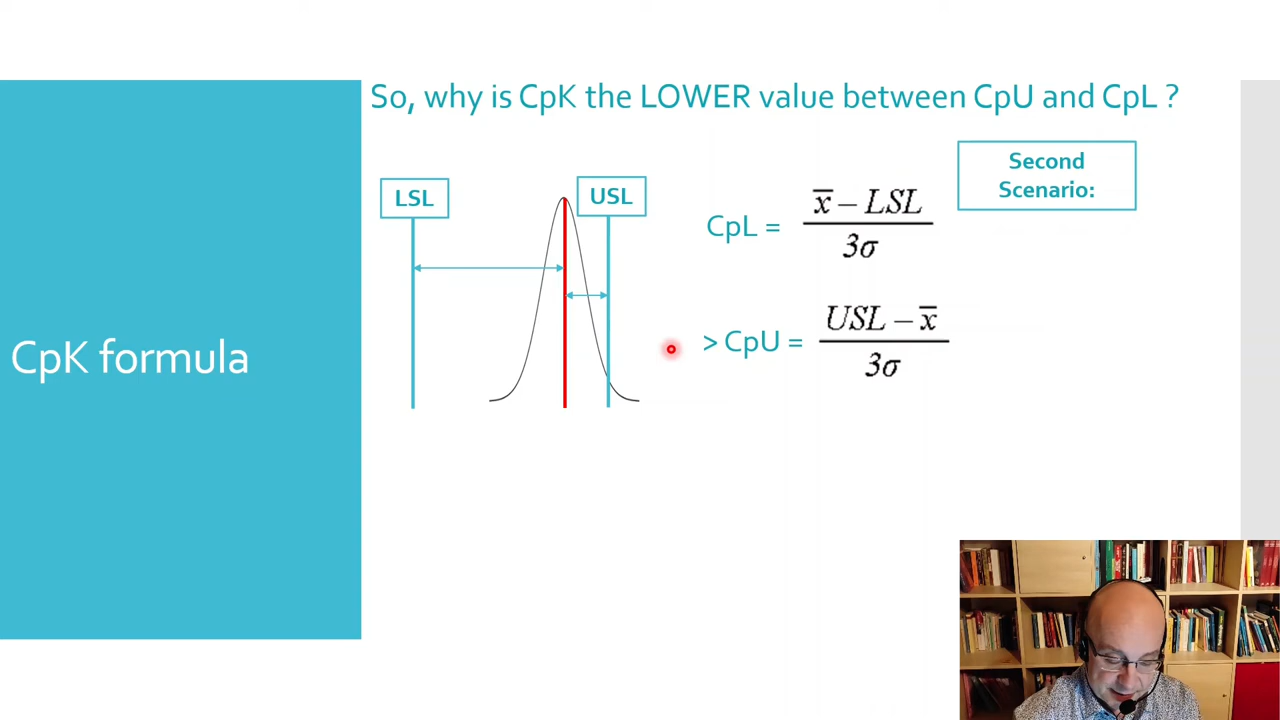 So, why is CpK the LOWER value between CpU and CpL ?
CpK formula
LSL
USL
Second
Scenario:
CpL = x̅ – LSL
3σ
> CpU = USL – x̅
3σ